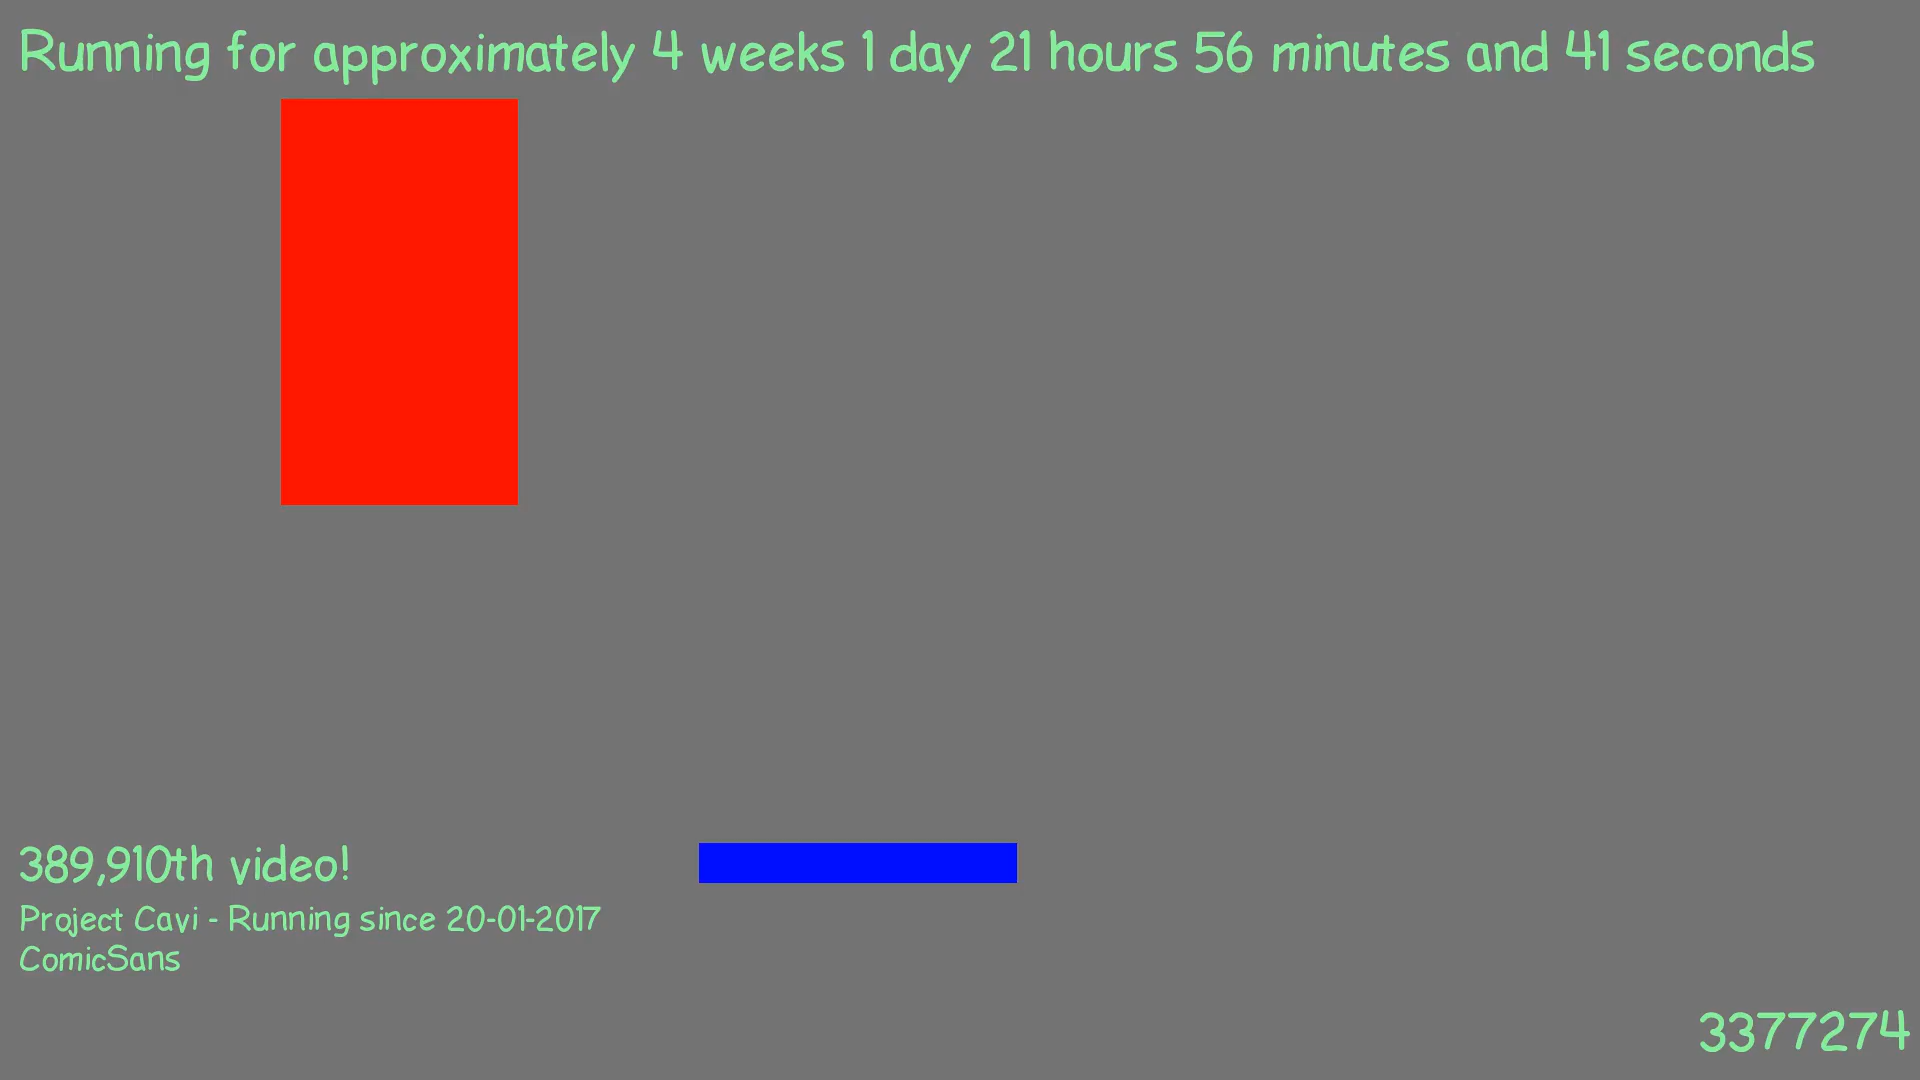 Running for approximately 4 weeks 1 day 21 hours 56 minutes and 41 seconds
389,910th video!
Project Cavi - Running since 20-01-2017
ComicSans
3377274